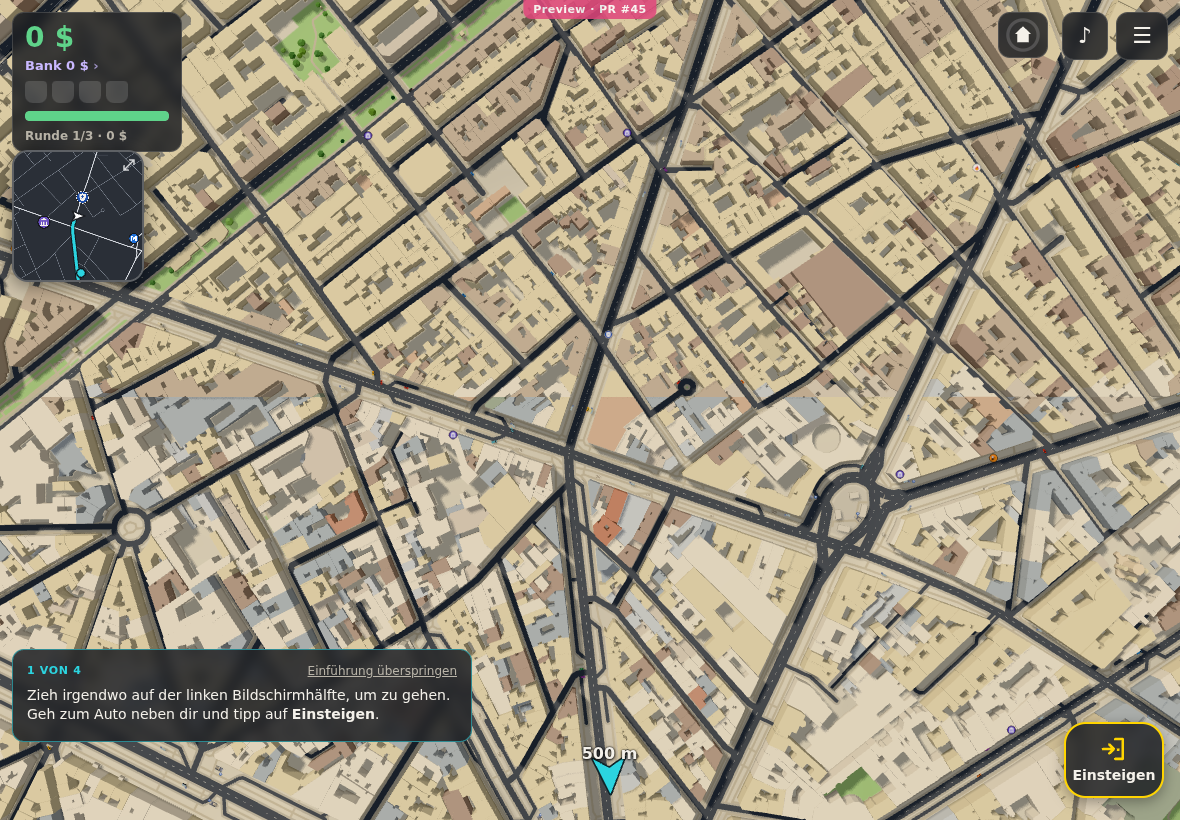 Preview · PR #45
0 $
Bank 0 $ ›
Runde 1/3 · 0 $
1 VON 4
Einführung überspringen
Zieh irgendwo auf der linken Bildschirmhälfte, um zu gehen.
Geh zum Auto neben dir und tipp auf Einsteigen.
500 m
Einsteigen